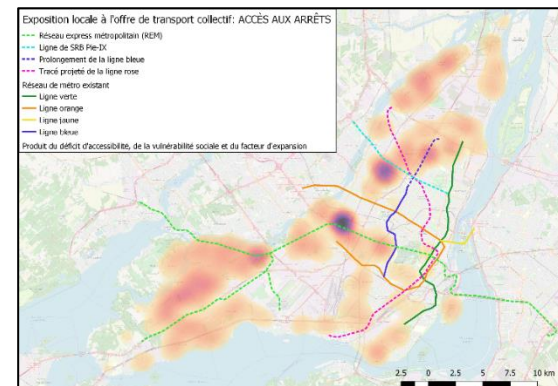 Exposition locale à l'offre de transport collectif: ACCÈS AUX ARRÊTS
Réseau express métropolitain (REM)
Ligne de SRB Pie-IX
Prolongement de la ligne bleue
Tracé projeté de la ligne rose
Réseau de métro existant
Ligne verte
Ligne orange
Ligne jaune
Ligne bleue
Produit du déficit d'accessibilité, de la vulnérabilité sociale et du facteur d'expansion
2.5 0 2.5 5 7.5 10 km